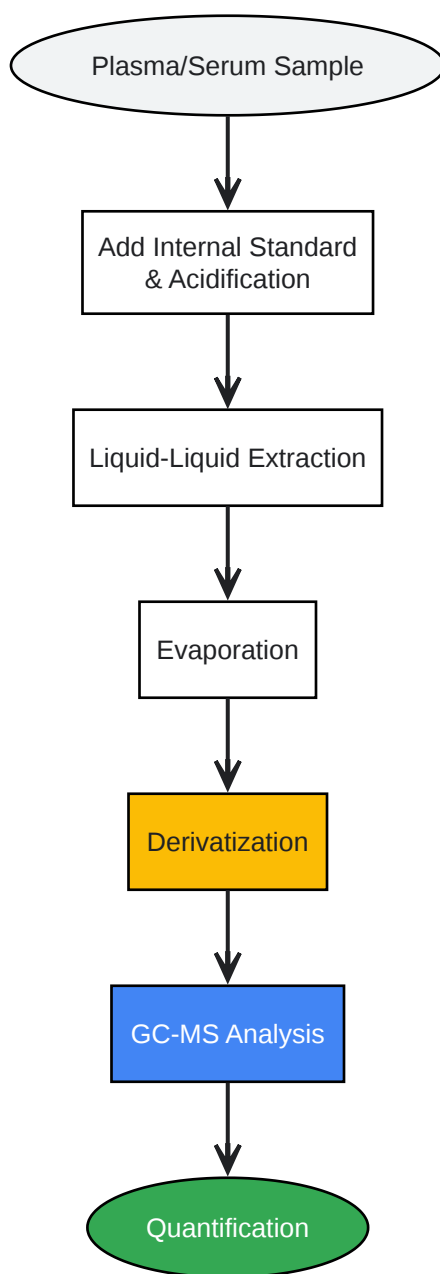 Plasma/Serum Sample
Add Internal Standard
& Acidification
Liquid-Liquid Extraction
Evaporation
Derivatization
GC-MS Analysis
Quantification